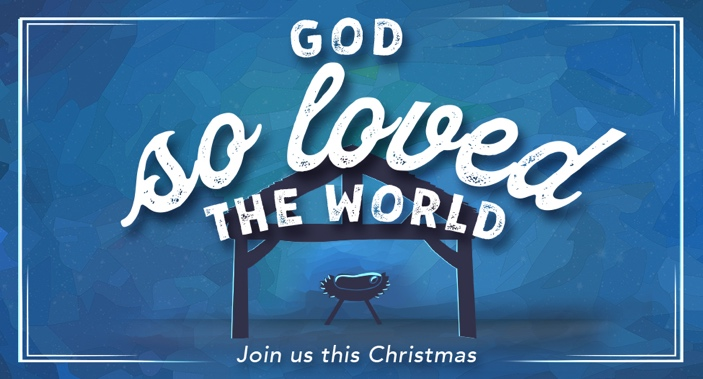 GOD
so loved
THE WORLD
Join us this Christmas